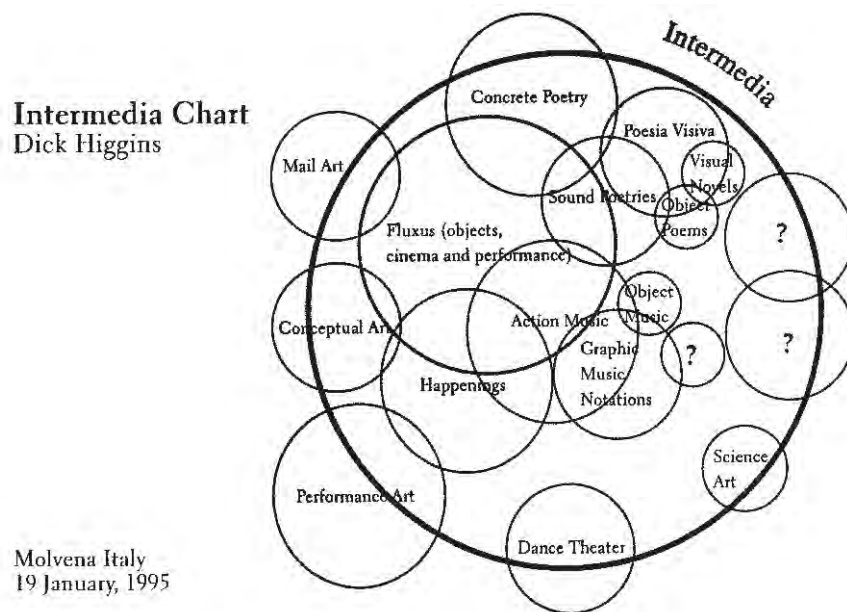 Intermedia
Intermedia Chart
Dick Higgins
Concrete Poetry
Poesia Visiva
Mail Art
Visual
Novels
Sound Poetries
Object
Poems
Fluxus (objects,
cinema and performance)
?
Object
Music
Conceptual Art
Action Music
?
Graphic
Music
Notations
?
Happenings
Science
Art
Performance Art
Dance Theater
Molvena Italy
19 January, 1995